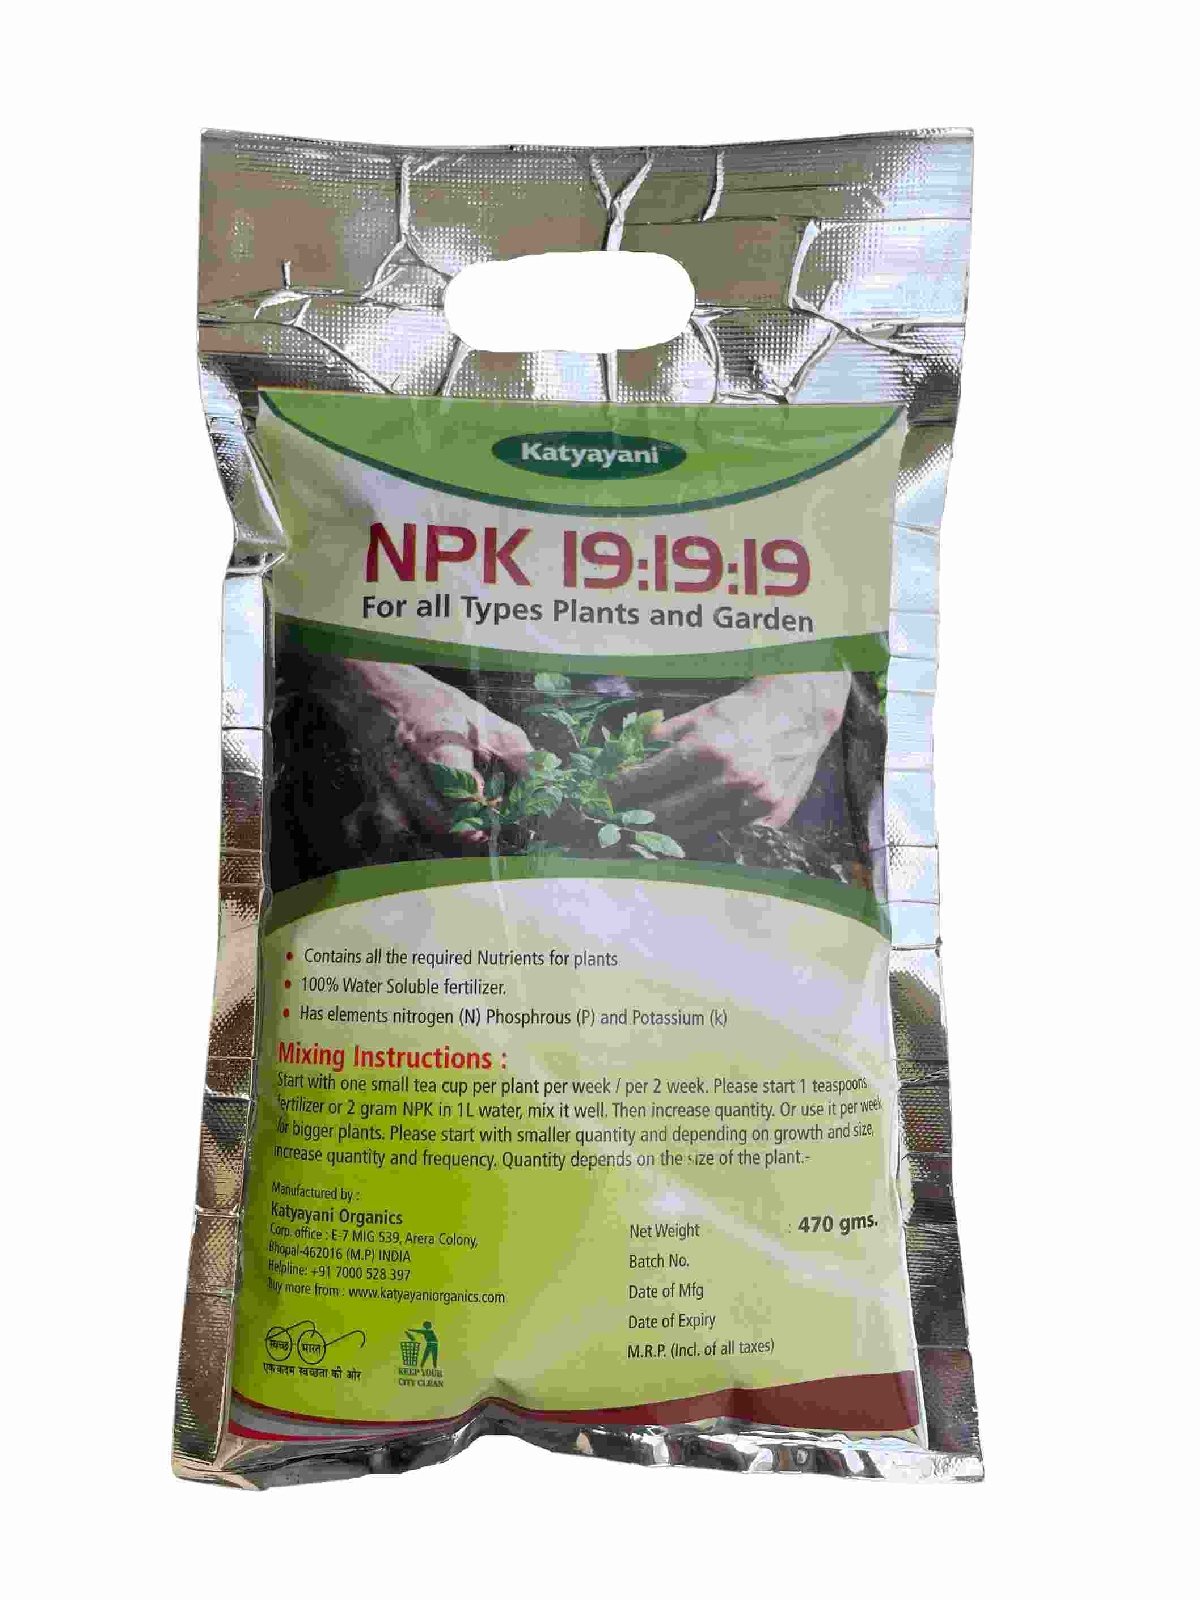 Katyayani
NPK 19:19:19
For all Types Plants and Garden
• Contains all the required Nutrients for plants
• 100% Water Soluble fertilizer.
• Has elements nitrogen (N) Phosphrous (P) and Potassium (k)
Mixing Instructions :
Start with one small tea cup per plant per week / per 2 week. Please start 1 teaspoons
fertilizer or 2 gram NPK in 1L water, mix it well. Then increase quantity. Or use it per week
for bigger plants. Please start with smaller quantity and depending on growth and size,
increase quantity and frequency. Quantity depends on the size of the plant.-
Manufactured by :
Katyayani Organics
Corp. office : E-7 MIG 539, Arera Colony,
Bhopal-462016 (M.P) INDIA
Helpline: +91 7000 528 397
Buy more from : www.katyayaniorganics.com
Net Weight : 470 gms.
Batch No.
Date of Mfg
Date of Expiry
M.R.P. (Incl. of all taxes)
स्वच्छ भारत
एक कदम स्वच्छता की ओर
KEEP YOUR
CITY CLEAN